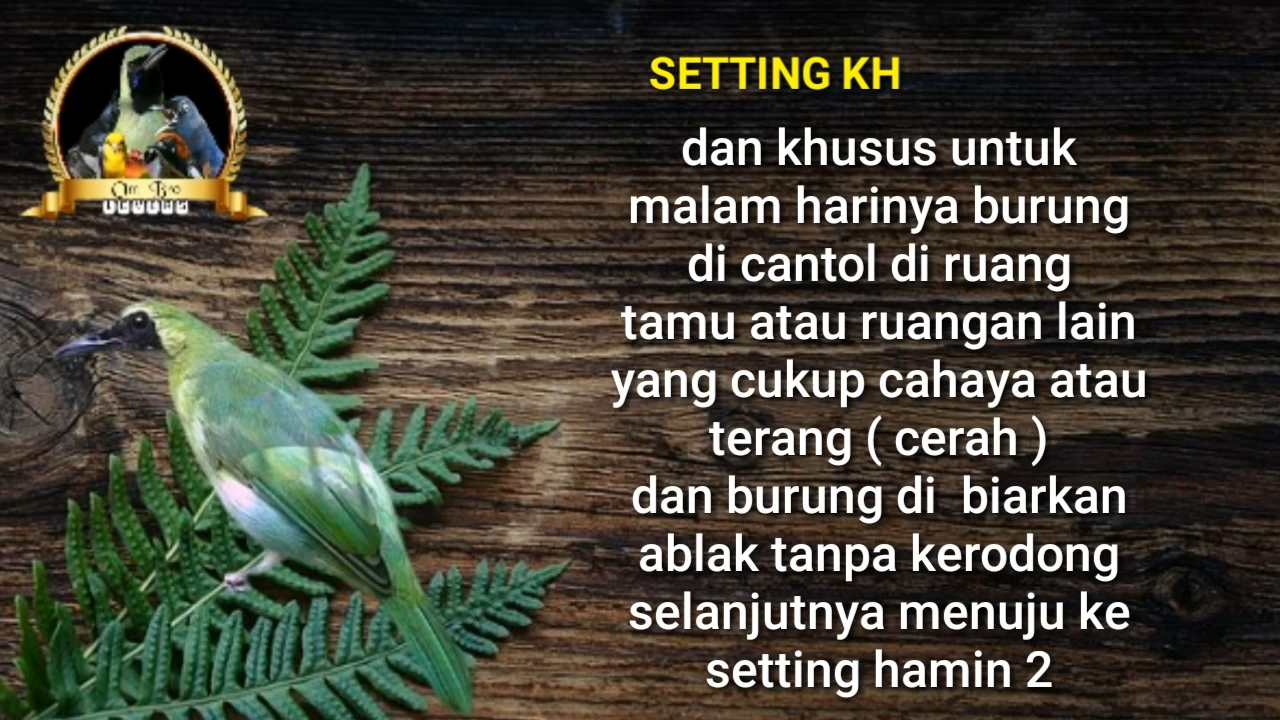 SETTING KH
dan khusus untuk
malam harinya burung
di cantol di ruang
tamu atau ruangan lain
yang cukup cahaya atau
terang ( cerah )
dan burung di  biarkan
ablak tanpa kerodong
selanjutnya menuju ke
setting hamin 2